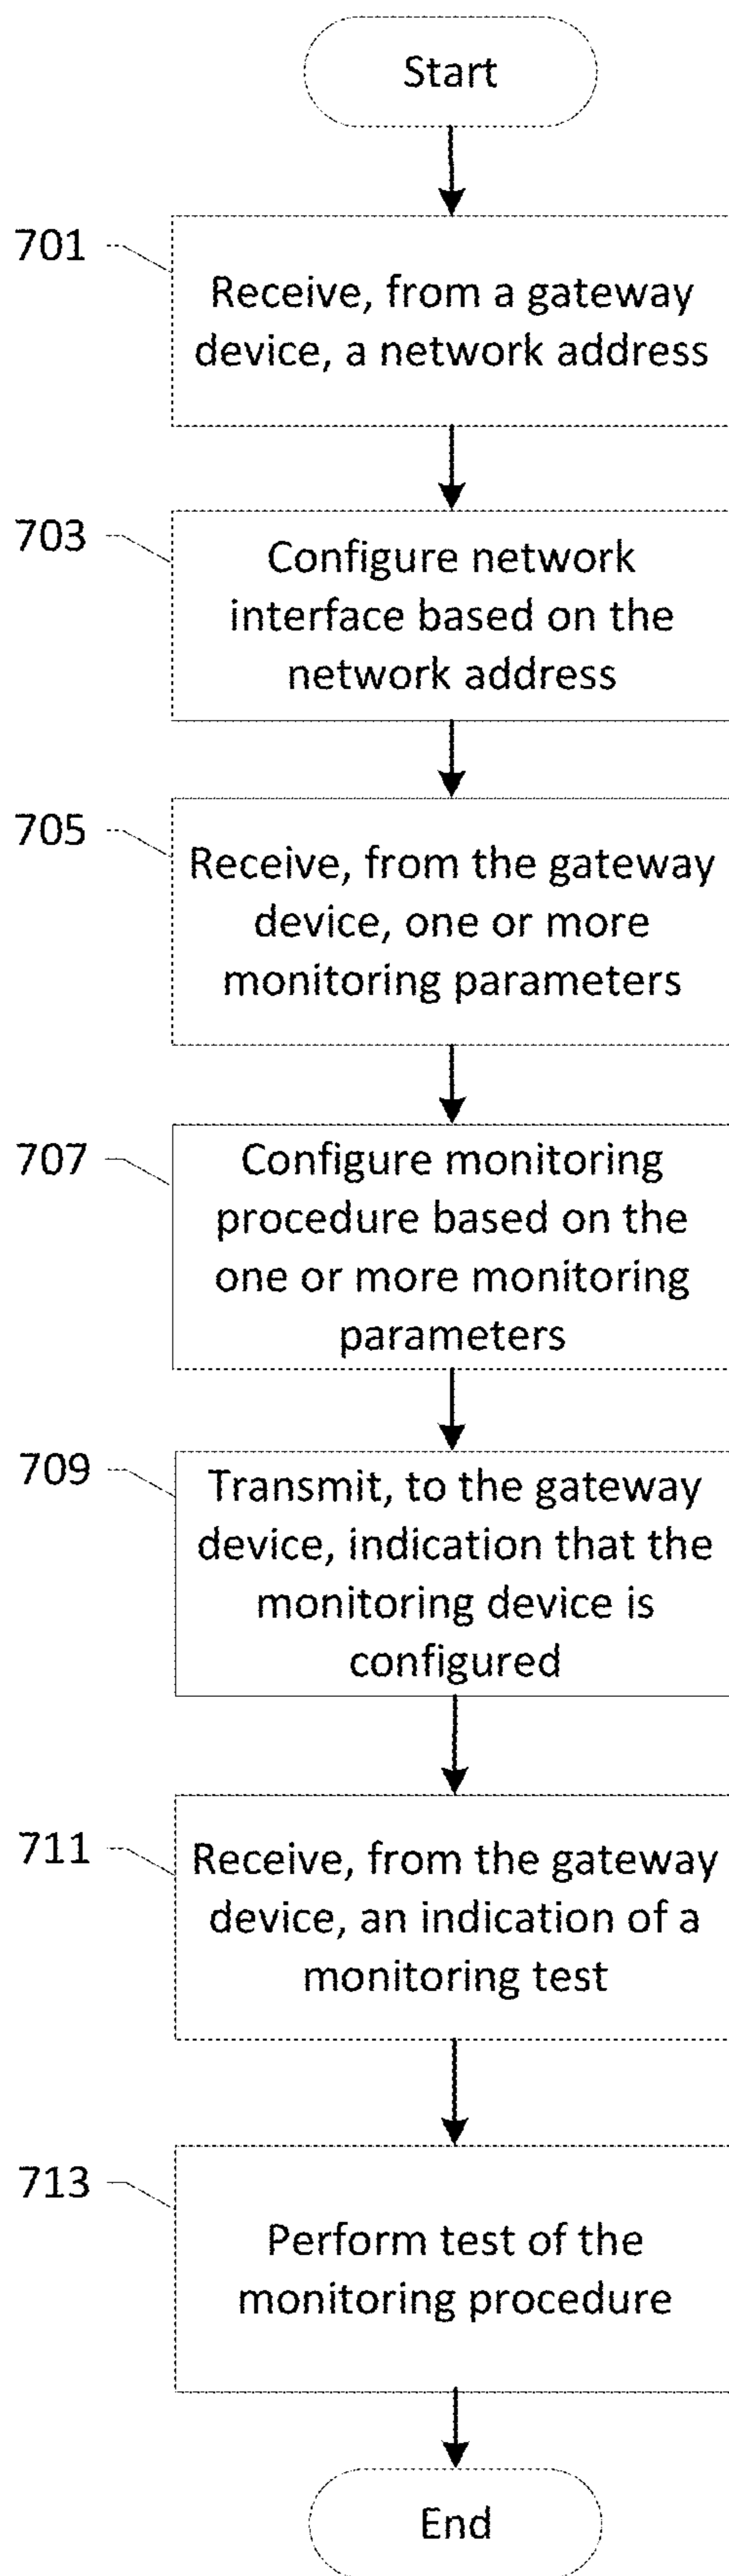 Start
701
Receive, from a gateway
device, a network address
703
Configure network
interface based on the
network address
705
Receive, from the gateway
device, one or more
monitoring parameters
707
Configure monitoring
procedure based on the
one or more monitoring
parameters
709
Transmit, to the gateway
device, indication that the
monitoring device is
configured
711
Receive, from the gateway
device, an indication of a
monitoring test
713
Perform test of the
monitoring procedure
End